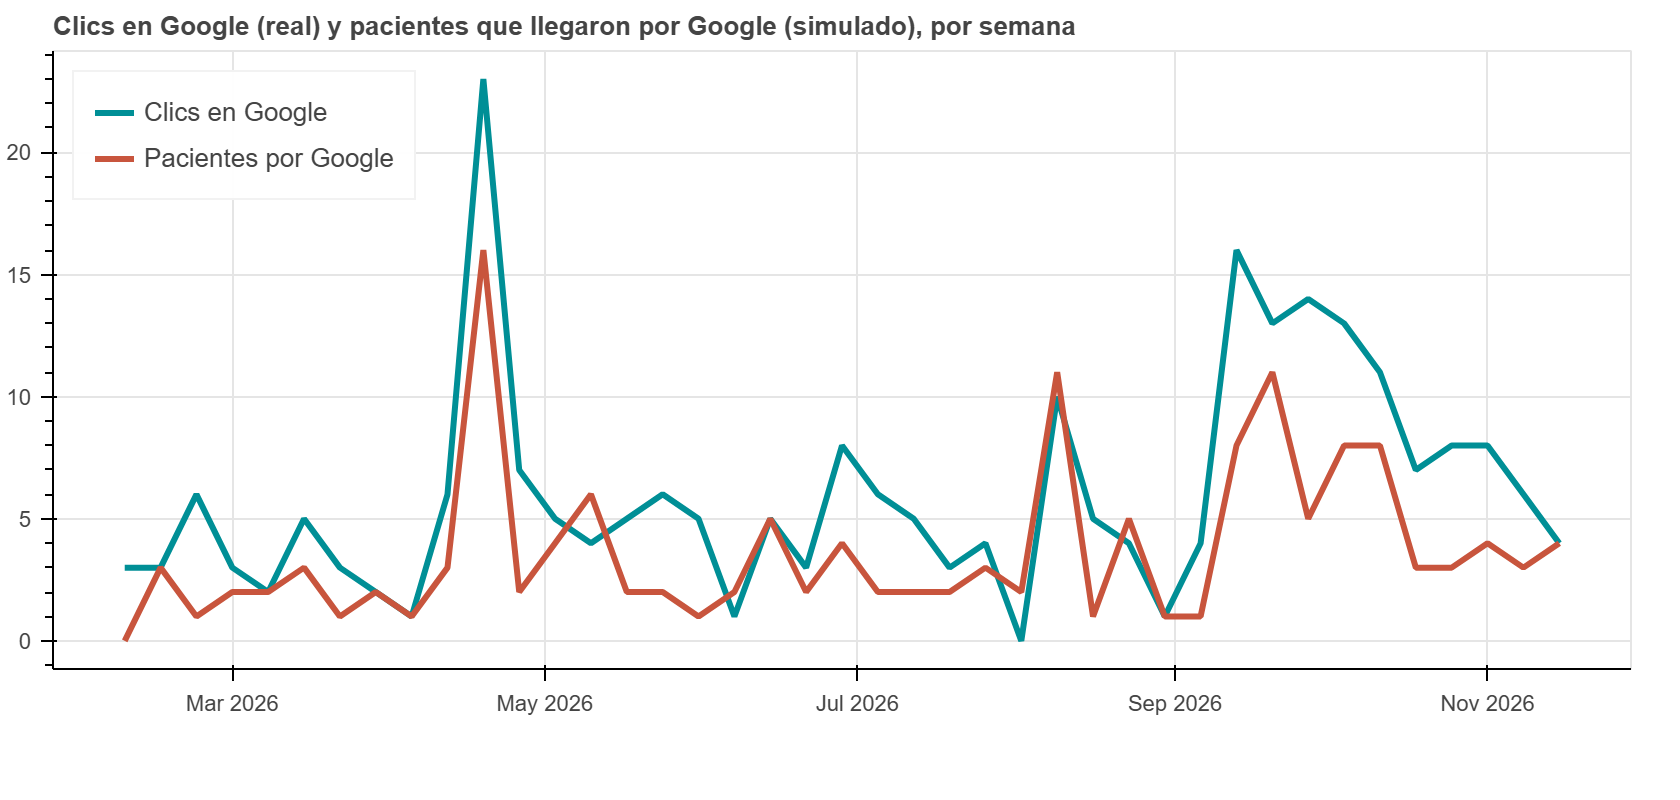 Clics en Google (real) y pacientes que llegaron por Google (simulado), por semana
Clics en Google
Pacientes por Google
20
15
10
5
0
Mar 2026
May 2026
Jul 2026
Sep 2026
Nov 2026